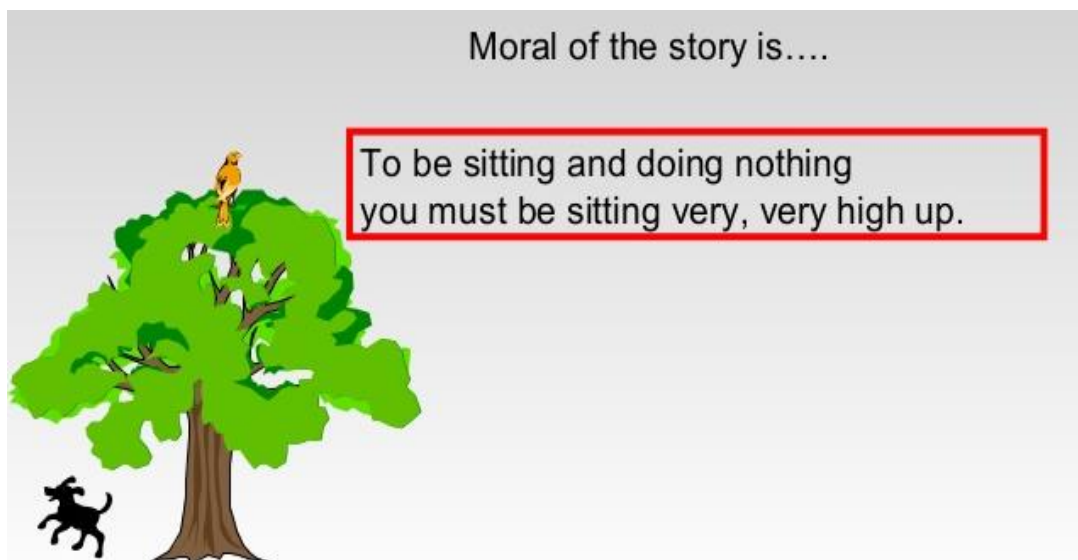 Moral of the story is....
To be sitting and doing nothing
you must be sitting very, very high up.